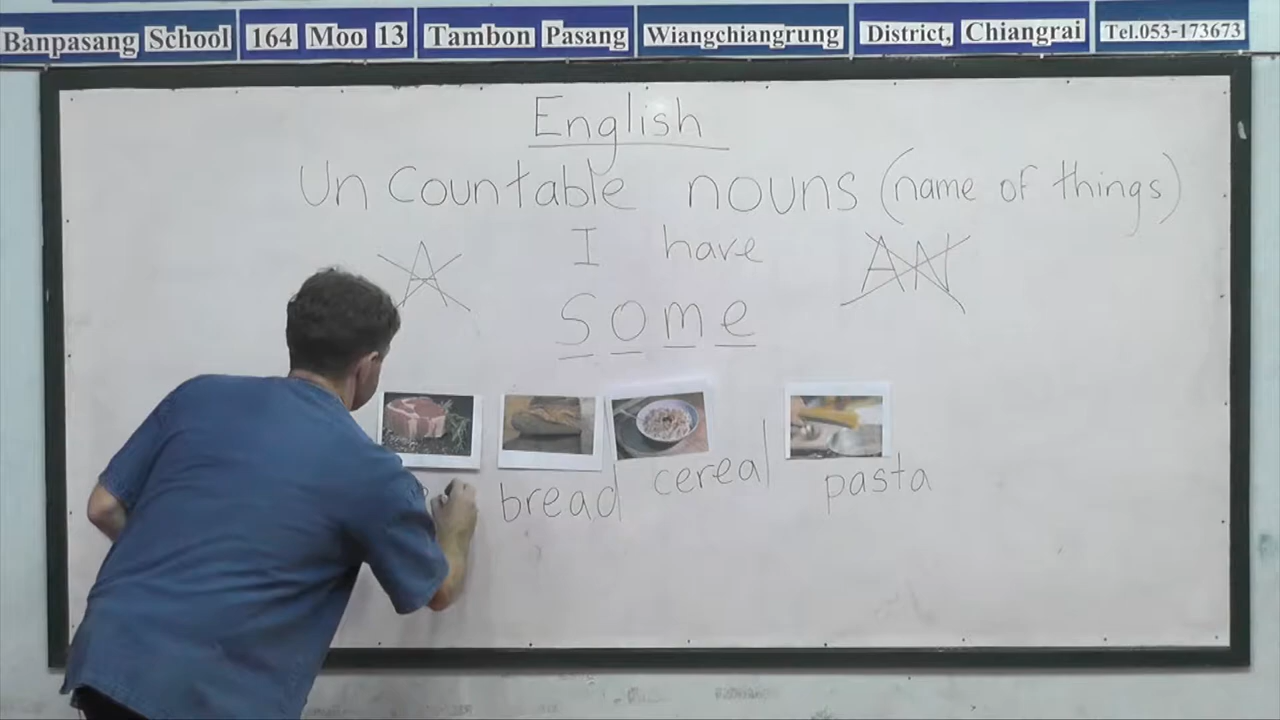 Banpasang School 164 Moo 13 Tambon Pasang Wiangchiangrung District, Chiangrai Tel.053-173673
English
Un Countable nouns (name of things)
A I have AN
Some
bread cereal pasta